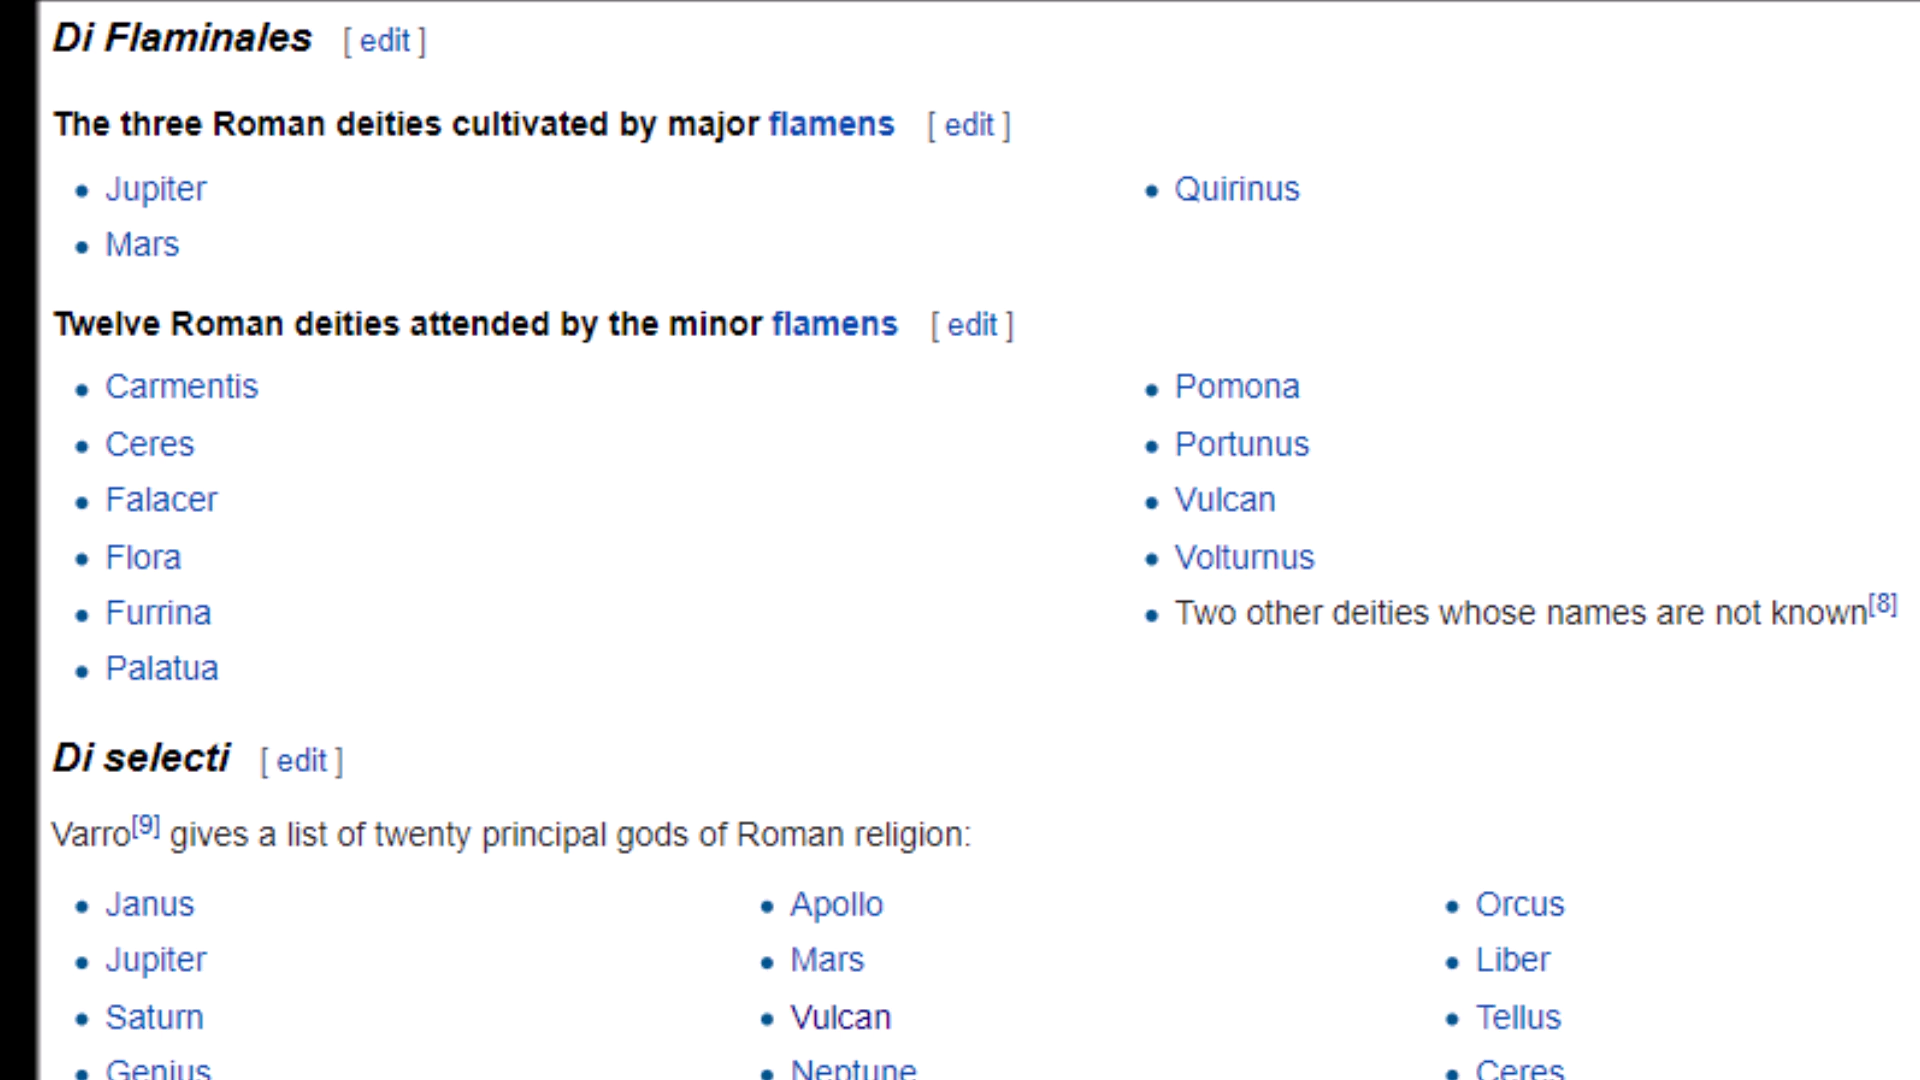 Di Flaminales [ edit ]
The three Roman deities cultivated by major flamens [ edit ]
Jupiter
Mars
Quirinus
Twelve Roman deities attended by the minor flamens [ edit ]
Carmentis
Ceres
Falacer
Flora
Furrina
Palatua
Pomona
Portunus
Vulcan
Volturnus
Two other deities whose names are not known[8]
Di selecti [ edit ]
Varro[9] gives a list of twenty principal gods of Roman religion:
Janus
Jupiter
Saturn
Genius
Apollo
Mars
Vulcan
Neptune
Orcus
Liber
Tellus
Ceres